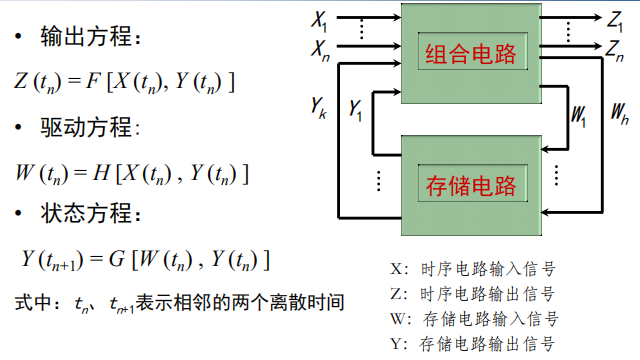 • 输出方程:
Z (tn) = F [X (tn), Y (tn) ]
• 驱动方程:
W (tn) = H [X (tn) , Y (tn) ]
• 状态方程:
Y (tn+1) = G [W (tn) , Y (tn) ]
式中: tn、 tn+1表示相邻的两个离散时间
X1
Xn
Yk
Y1
组合电路
Z1
Zn
W1
Wh
存储电路
X: 时序电路输入信号
Z: 时序电路输出信号
W: 存储电路输入信号
Y: 存储电路输出信号